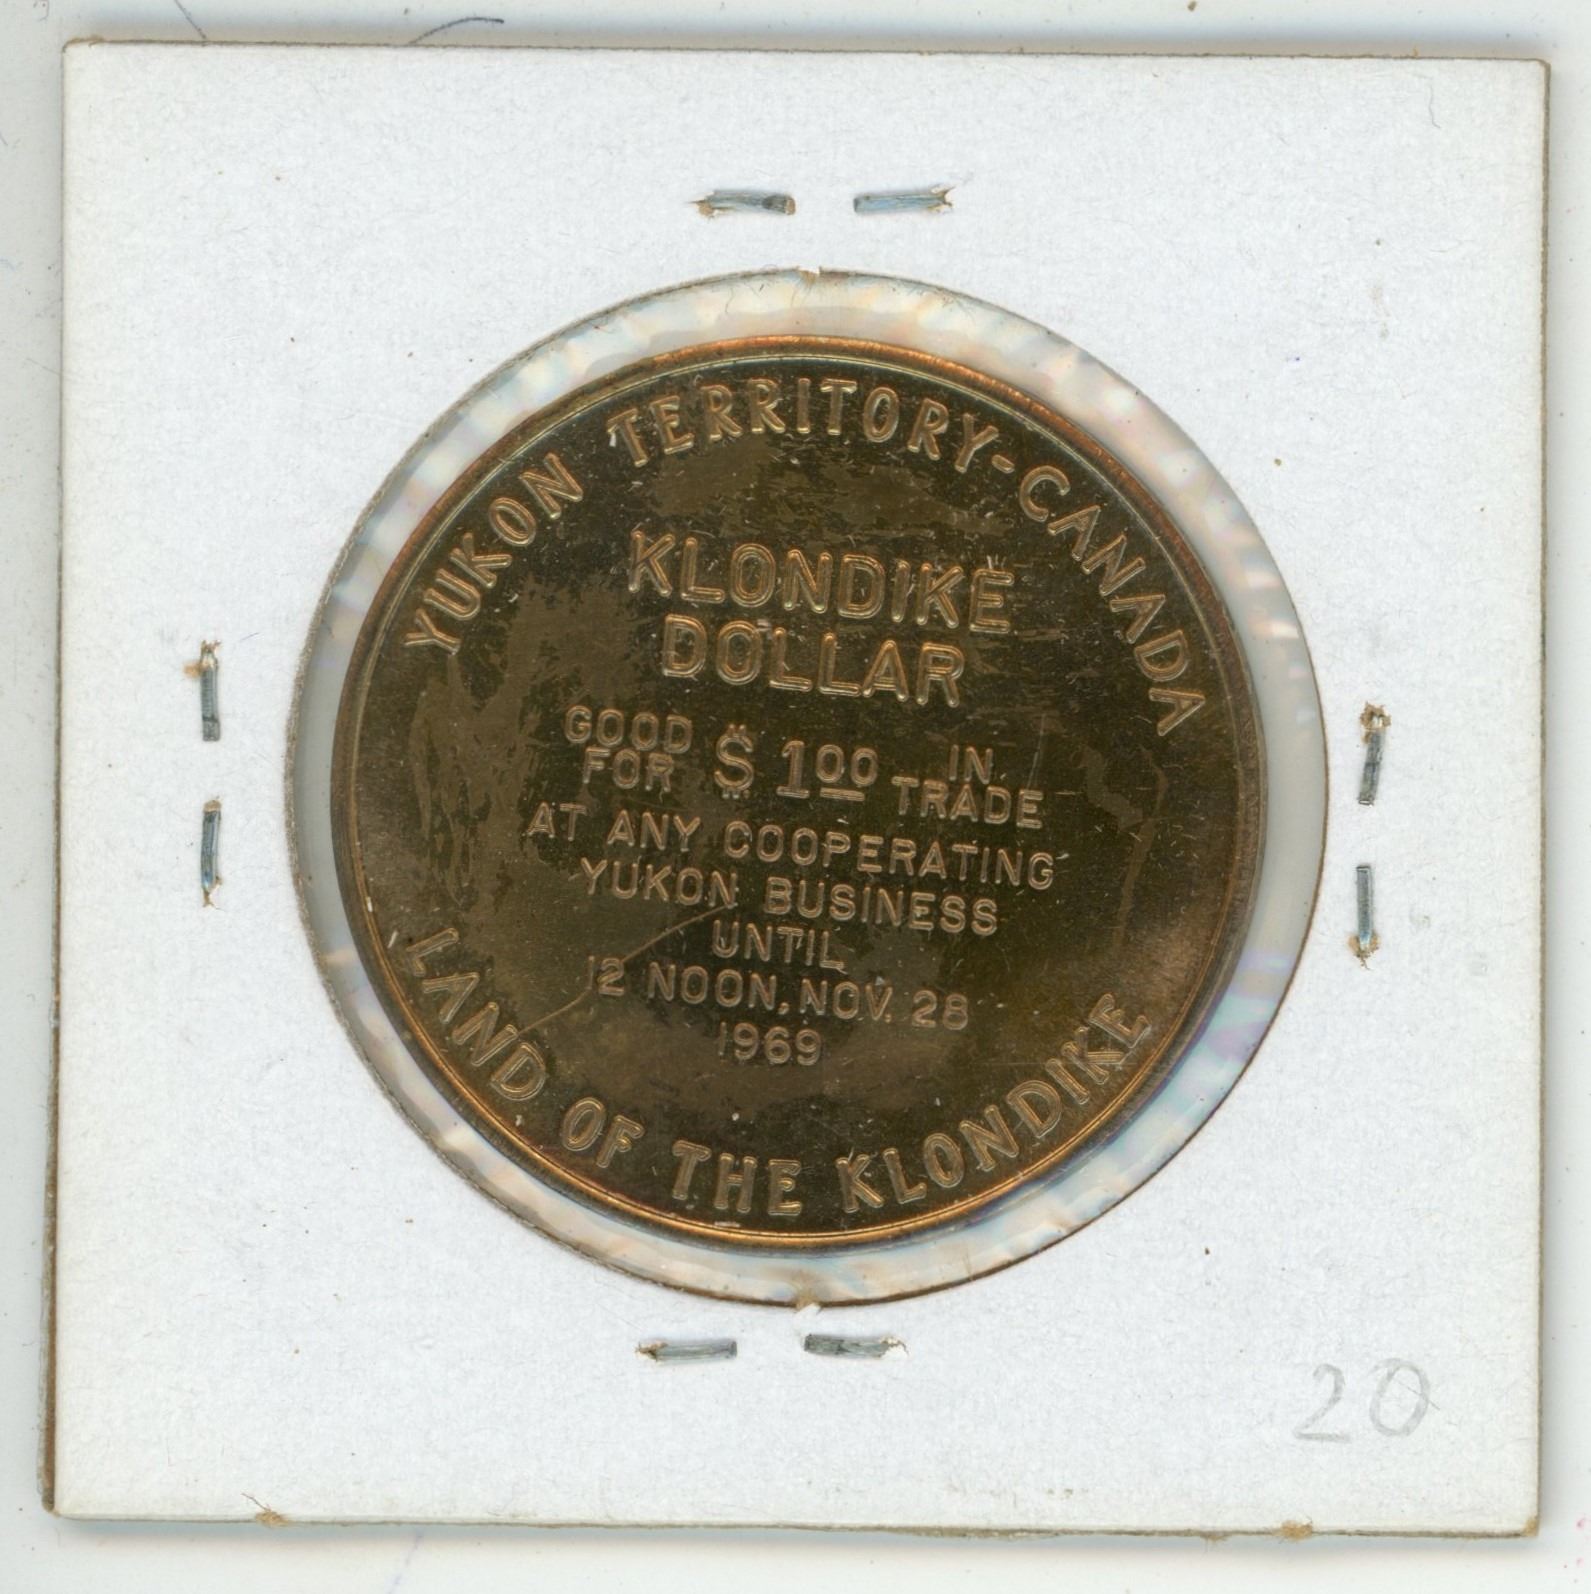 YUKON TERRITORY-CANADA
KLONDIKE
DOLLAR
GOOD FOR $ 1.00 IN TRADE
AT ANY COOPERATING
YUKON BUSINESS
UNTIL
12 NOON, NOV. 28
1969
LAND OF THE KLONDIKE
20